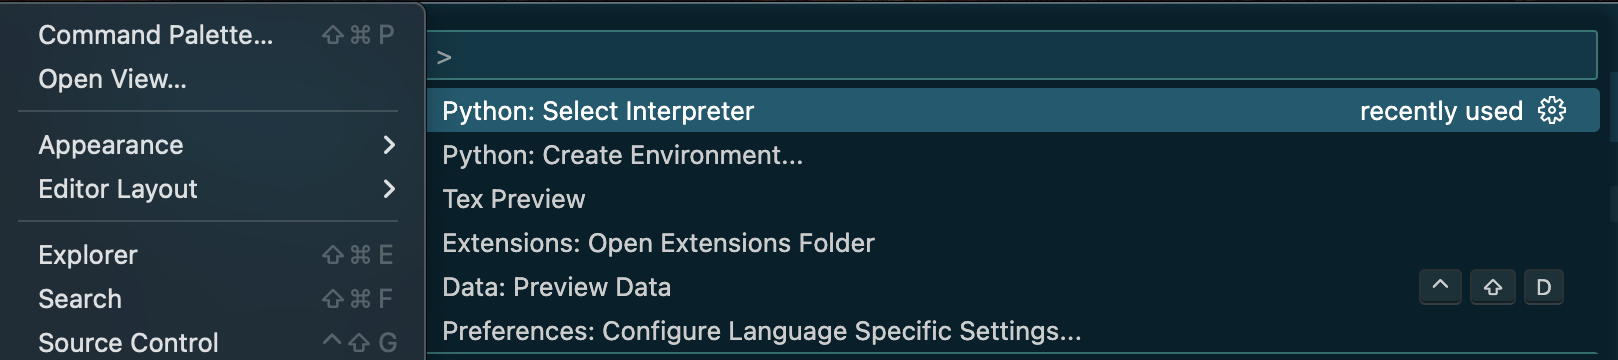 Command Palette... ⇧⌘P
Open View...
Appearance >
Editor Layout >
Explorer ⇧⌘E
Search ⇧⌘F
Source Control ^⇧G
>
Python: Select Interpreter recently used
Python: Create Environment...
Tex Preview
Extensions: Open Extensions Folder
Data: Preview Data ^ ⇧ D
Preferences: Configure Language Specific Settings...